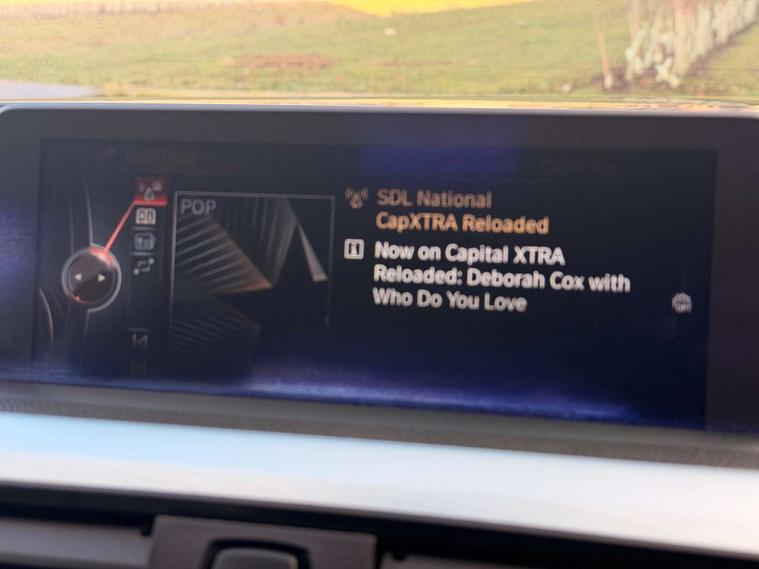 POP
SDL National
CapXTRA Reloaded
Now on Capital XTRA
Reloaded: Deborah Cox with
Who Do You Love